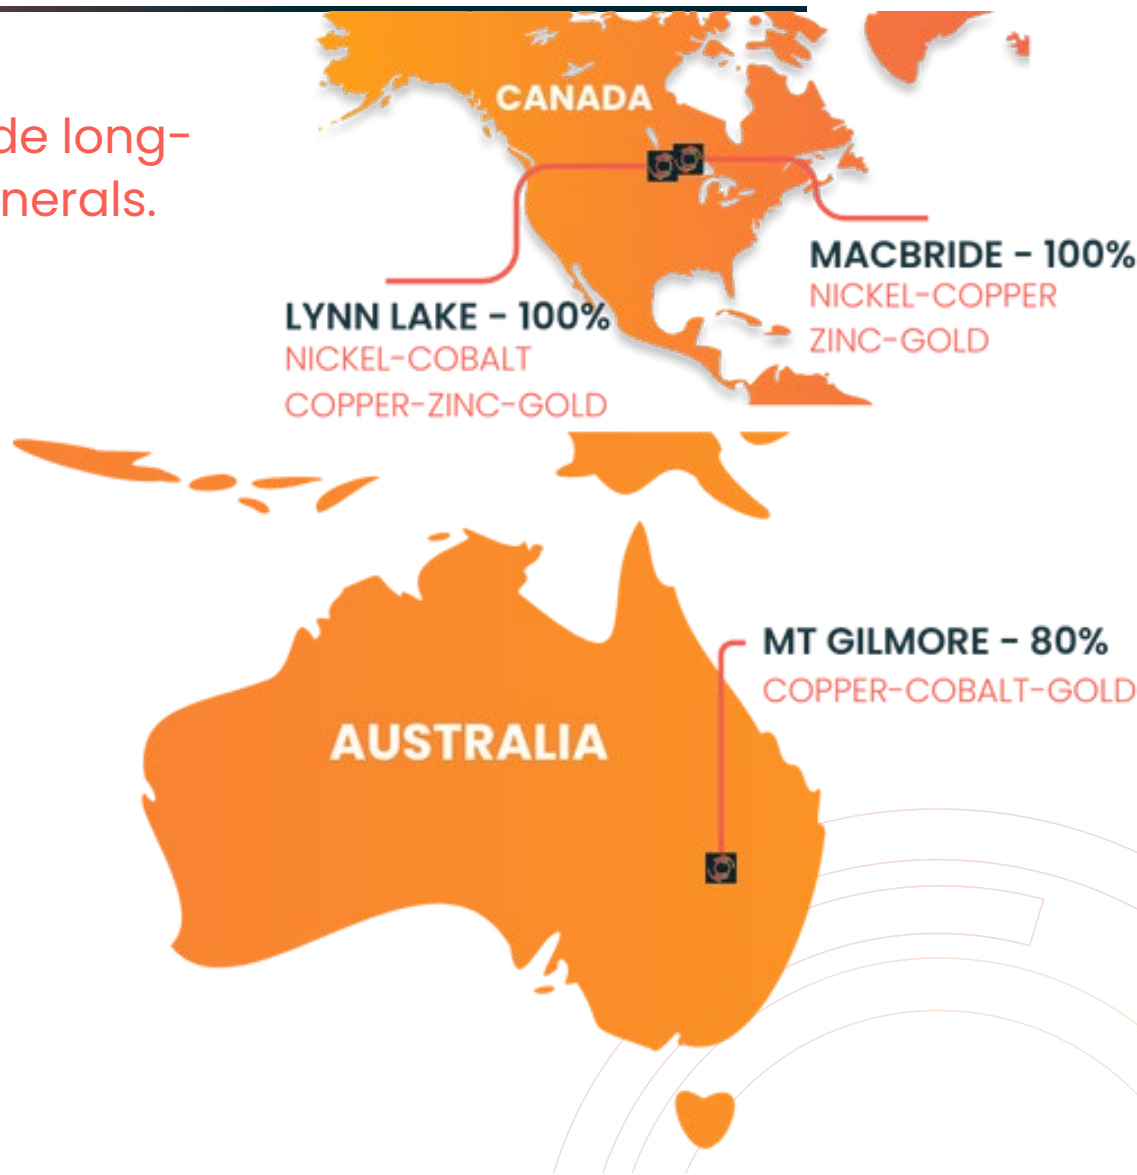 de long-
nerals.
CANADA
MACBRIDE - 100%
NICKEL-COPPER
ZINC-GOLD
LYNN LAKE - 100%
NICKEL-COBALT
COPPER-ZINC-GOLD
MT GILMORE - 80%
COPPER-COBALT-GOLD
AUSTRALIA